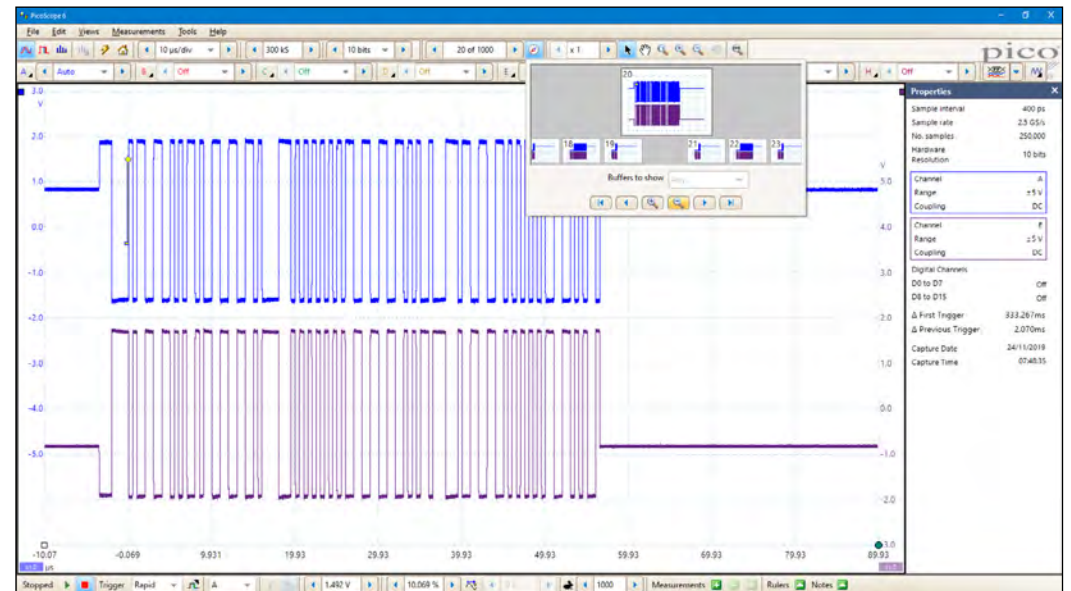 PicoScope 6
File Edit Views Measurements Tools Help
10 µs/div 300 kS 10 bits 20 of 1000 x 1
pico
A Auto B Off C Off D Off E H Off
20
18 19 21 22 23
Buffers to show
3.0
V
2.0
1.0
0.0
-1.0
-2.0
-3.0
-4.0
-5.0
V
5.0
4.0
3.0
2.0
1.0
0.0
-1.0
-2.0
-3.0
-10.07 -0.069 9.931 19.93 29.93 39.93 49.93 59.93 69.93 79.93 89.93
x1.0 µs x1.0
Properties
Sample interval 400 ps
Sample rate 2.5 GS/s
No. samples 250,000
Hardware Resolution 10 bits
Channel A
Range ±5 V
Coupling DC
Channel E
Range ±5 V
Coupling DC
Digital Channels
D0 to D7 Off
D8 to D15 Off
Δ First Trigger 333.267ms
Δ Previous Trigger 2.070ms
Capture Date 24/11/2019
Capture Time 07:48:35
Stopped Trigger Rapid A 1.492 V 10.069 % 1000 Measurements Rulers Notes